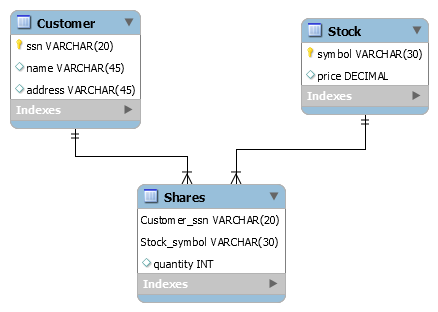 Customer
ssn VARCHAR(20)
name VARCHAR(45)
address VARCHAR(45)
Indexes
Stock
symbol VARCHAR(30)
price DECIMAL
Indexes
Shares
Customer_ssn VARCHAR(20)
Stock_symbol VARCHAR(30)
quantity INT
Indexes